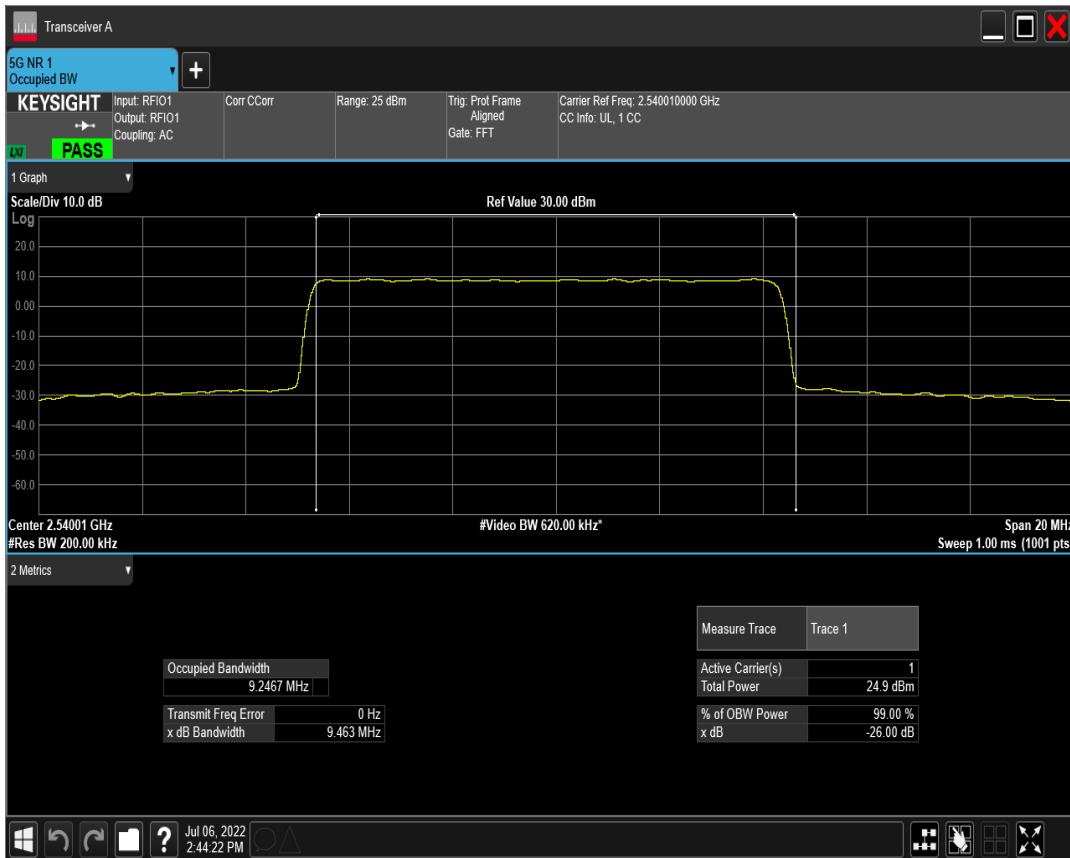 Transceiver A
5G NR 1
Occupied BW
+
KEYSIGHT
LXI
PASS
Input: RFIO1
Output: RFIO1
Coupling: AC
Corr CCorr
Range: 25 dBm
Trig: Prot Frame
Aligned
Gate: FFT
Carrier Ref Freq: 2.540010000 GHz
CC Info: UL, 1 CC
1 Graph
Scale/Div 10.0 dB
Ref Value 30.00 dBm
Log
20.0
10.0
0.00
-10.0
-20.0
-30.0
-40.0
-50.0
-60.0
Center 2.54001 GHz
#Video BW 620.00 kHz*
Span 20 MHz
#Res BW 200.00 kHz
Sweep 1.00 ms (1001 pts
2 Metrics
Measure Trace Trace 1
Occupied Bandwidth
9.2467 MHz
Active Carrier(s) 1
Total Power 24.9 dBm
Transmit Freq Error 0 Hz
x dB Bandwidth 9.463 MHz
% of OBW Power 99.00 %
x dB -26.00 dB
?
Jul 06, 2022
2:44:22 PM